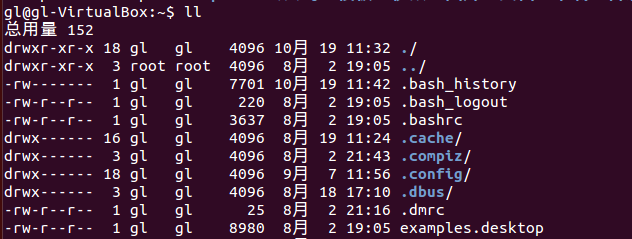 gl@gl-VirtualBox:~$ ll
总用量 152
drwxr-xr-x 18 gl   gl    4096 10月 19 11:32 ./
drwxr-xr-x  3 root root  4096  8月  2 19:05 ../
-rw-------  1 gl   gl    7701 10月 19 11:42 .bash_history
-rw-r--r--  1 gl   gl     220  8月  2 19:05 .bash_logout
-rw-r--r--  1 gl   gl    3637  8月  2 19:05 .bashrc
drwx------ 16 gl   gl    4096  8月 19 11:24 .cache/
drwx------  3 gl   gl    4096  8月  2 21:43 .compiz/
drwx------ 18 gl   gl    4096  9月  7 11:56 .config/
drwx------  3 gl   gl    4096  8月 18 17:10 .dbus/
-rw-r--r--  1 gl   gl      25  8月  2 21:16 .dmrc
-rw-r--r--  1 gl   gl    8980  8月  2 19:05 examples.desktop